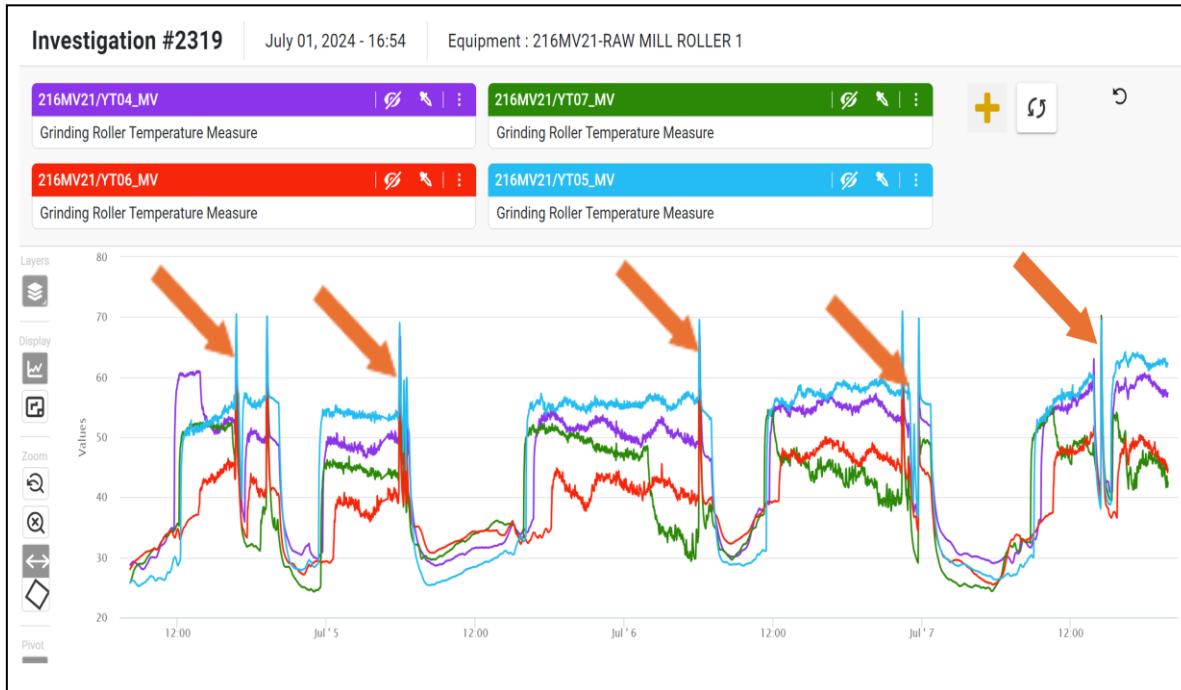 Investigation #2319
July 01, 2024 - 16:54
Equipment : 216MV21-RAW MILL ROLLER 1
216MV21/YT04_MV
Grinding Roller Temperature Measure
216MV21/YT07_MV
Grinding Roller Temperature Measure
216MV21/YT06_MV
Grinding Roller Temperature Measure
216MV21/YT05_MV
Grinding Roller Temperature Measure
Layers
Display
Zoom
Pivot
Values
80
70
60
50
40
30
20
12:00
Jul ' 5
12:00
Jul ' 6
12:00
Jul ' 7
12:00